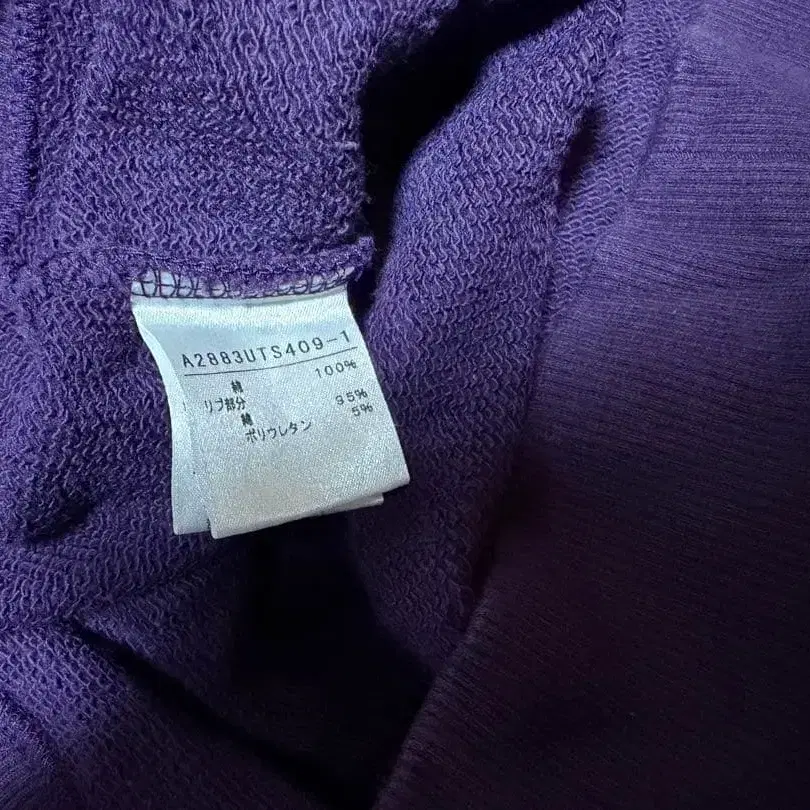 A2883UTS409-1
綿 100%
リブ部分
綿 95%
ポリウレタン 5%